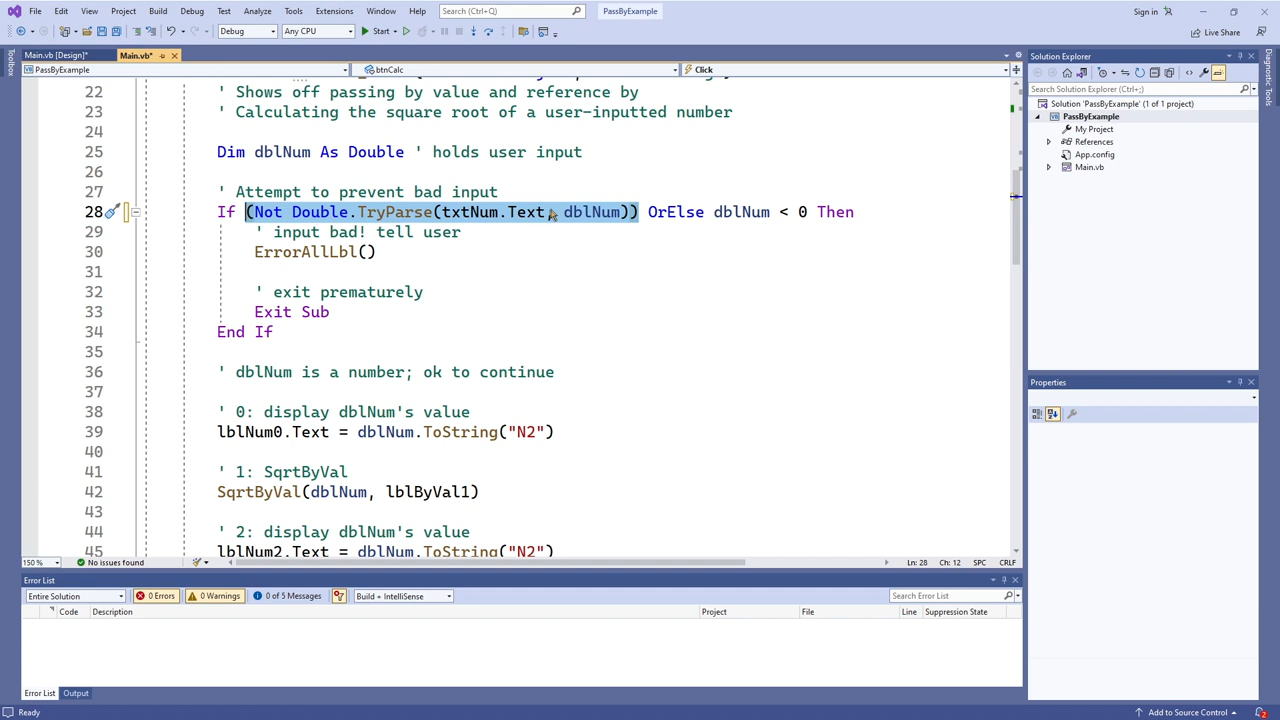 File Edit View Project Build Debug Test Analyze Tools Extensions Window Help Search (Ctrl+;) PassByExample Sign in
Debug Any CPU Start Live Share
Toolbox
Main.vb [Design]* Main.vb*
PassByExample btnCalc Click
22 ' Shows off passing by value and reference by
23 ' Calculating the square root of a user-inputted number
24
25 Dim dblNum As Double ' holds user input
26
27 ' Attempt to prevent bad input
28 If (Not Double.TryParse(txtNum.Text, dblNum)) OrElse dblNum < 0 Then
29 ' input bad! tell user
30 ErrorAllLbl()
31
32 ' exit prematurely
33 Exit Sub
34 End If
35
36 ' dblNum is a number; ok to continue
37
38 ' 0: display dblNum's value
39 lblNum0.Text = dblNum.ToString("N2")
40
41 ' 1: SqrtByVal
42 SqrtByVal(dblNum, lblByVal1)
43
44 ' 2: display dblNum's value
45 lblNum2.Text = dblNum.ToString("N2")
150 % No issues found Ln: 28 Ch: 12 SPC CRLF
Error List
Entire Solution 0 Errors 0 Warnings 0 of 5 Messages Build + IntelliSense Search Error List
Code Description Project File Line Suppression State
Error List Output
Ready Add to Source Control 2
Solution Explorer
Search Solution Explorer (Ctrl+;)
Solution 'PassByExample' (1 of 1 project)
PassByExample
My Project
References
App.config
Main.vb
Properties
Diagnostic Tools